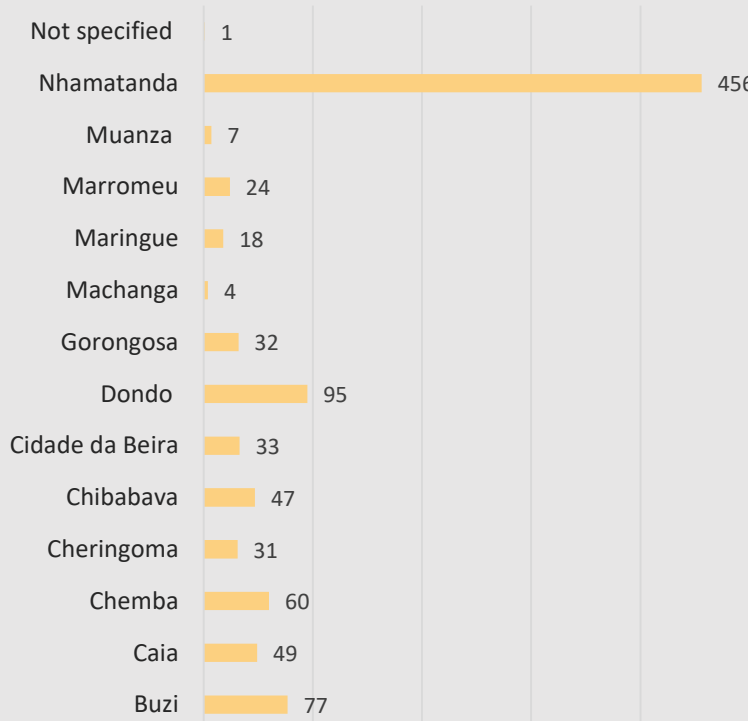 Not specified 1
Nhamatanda 456
Muanza 7
Marromeu 24
Maringue 18
Machanga 4
Gorongosa 32
Dondo 95
Cidade da Beira 33
Chibabava 47
Cheringoma 31
Chemba 60
Caia 49
Buzi 77